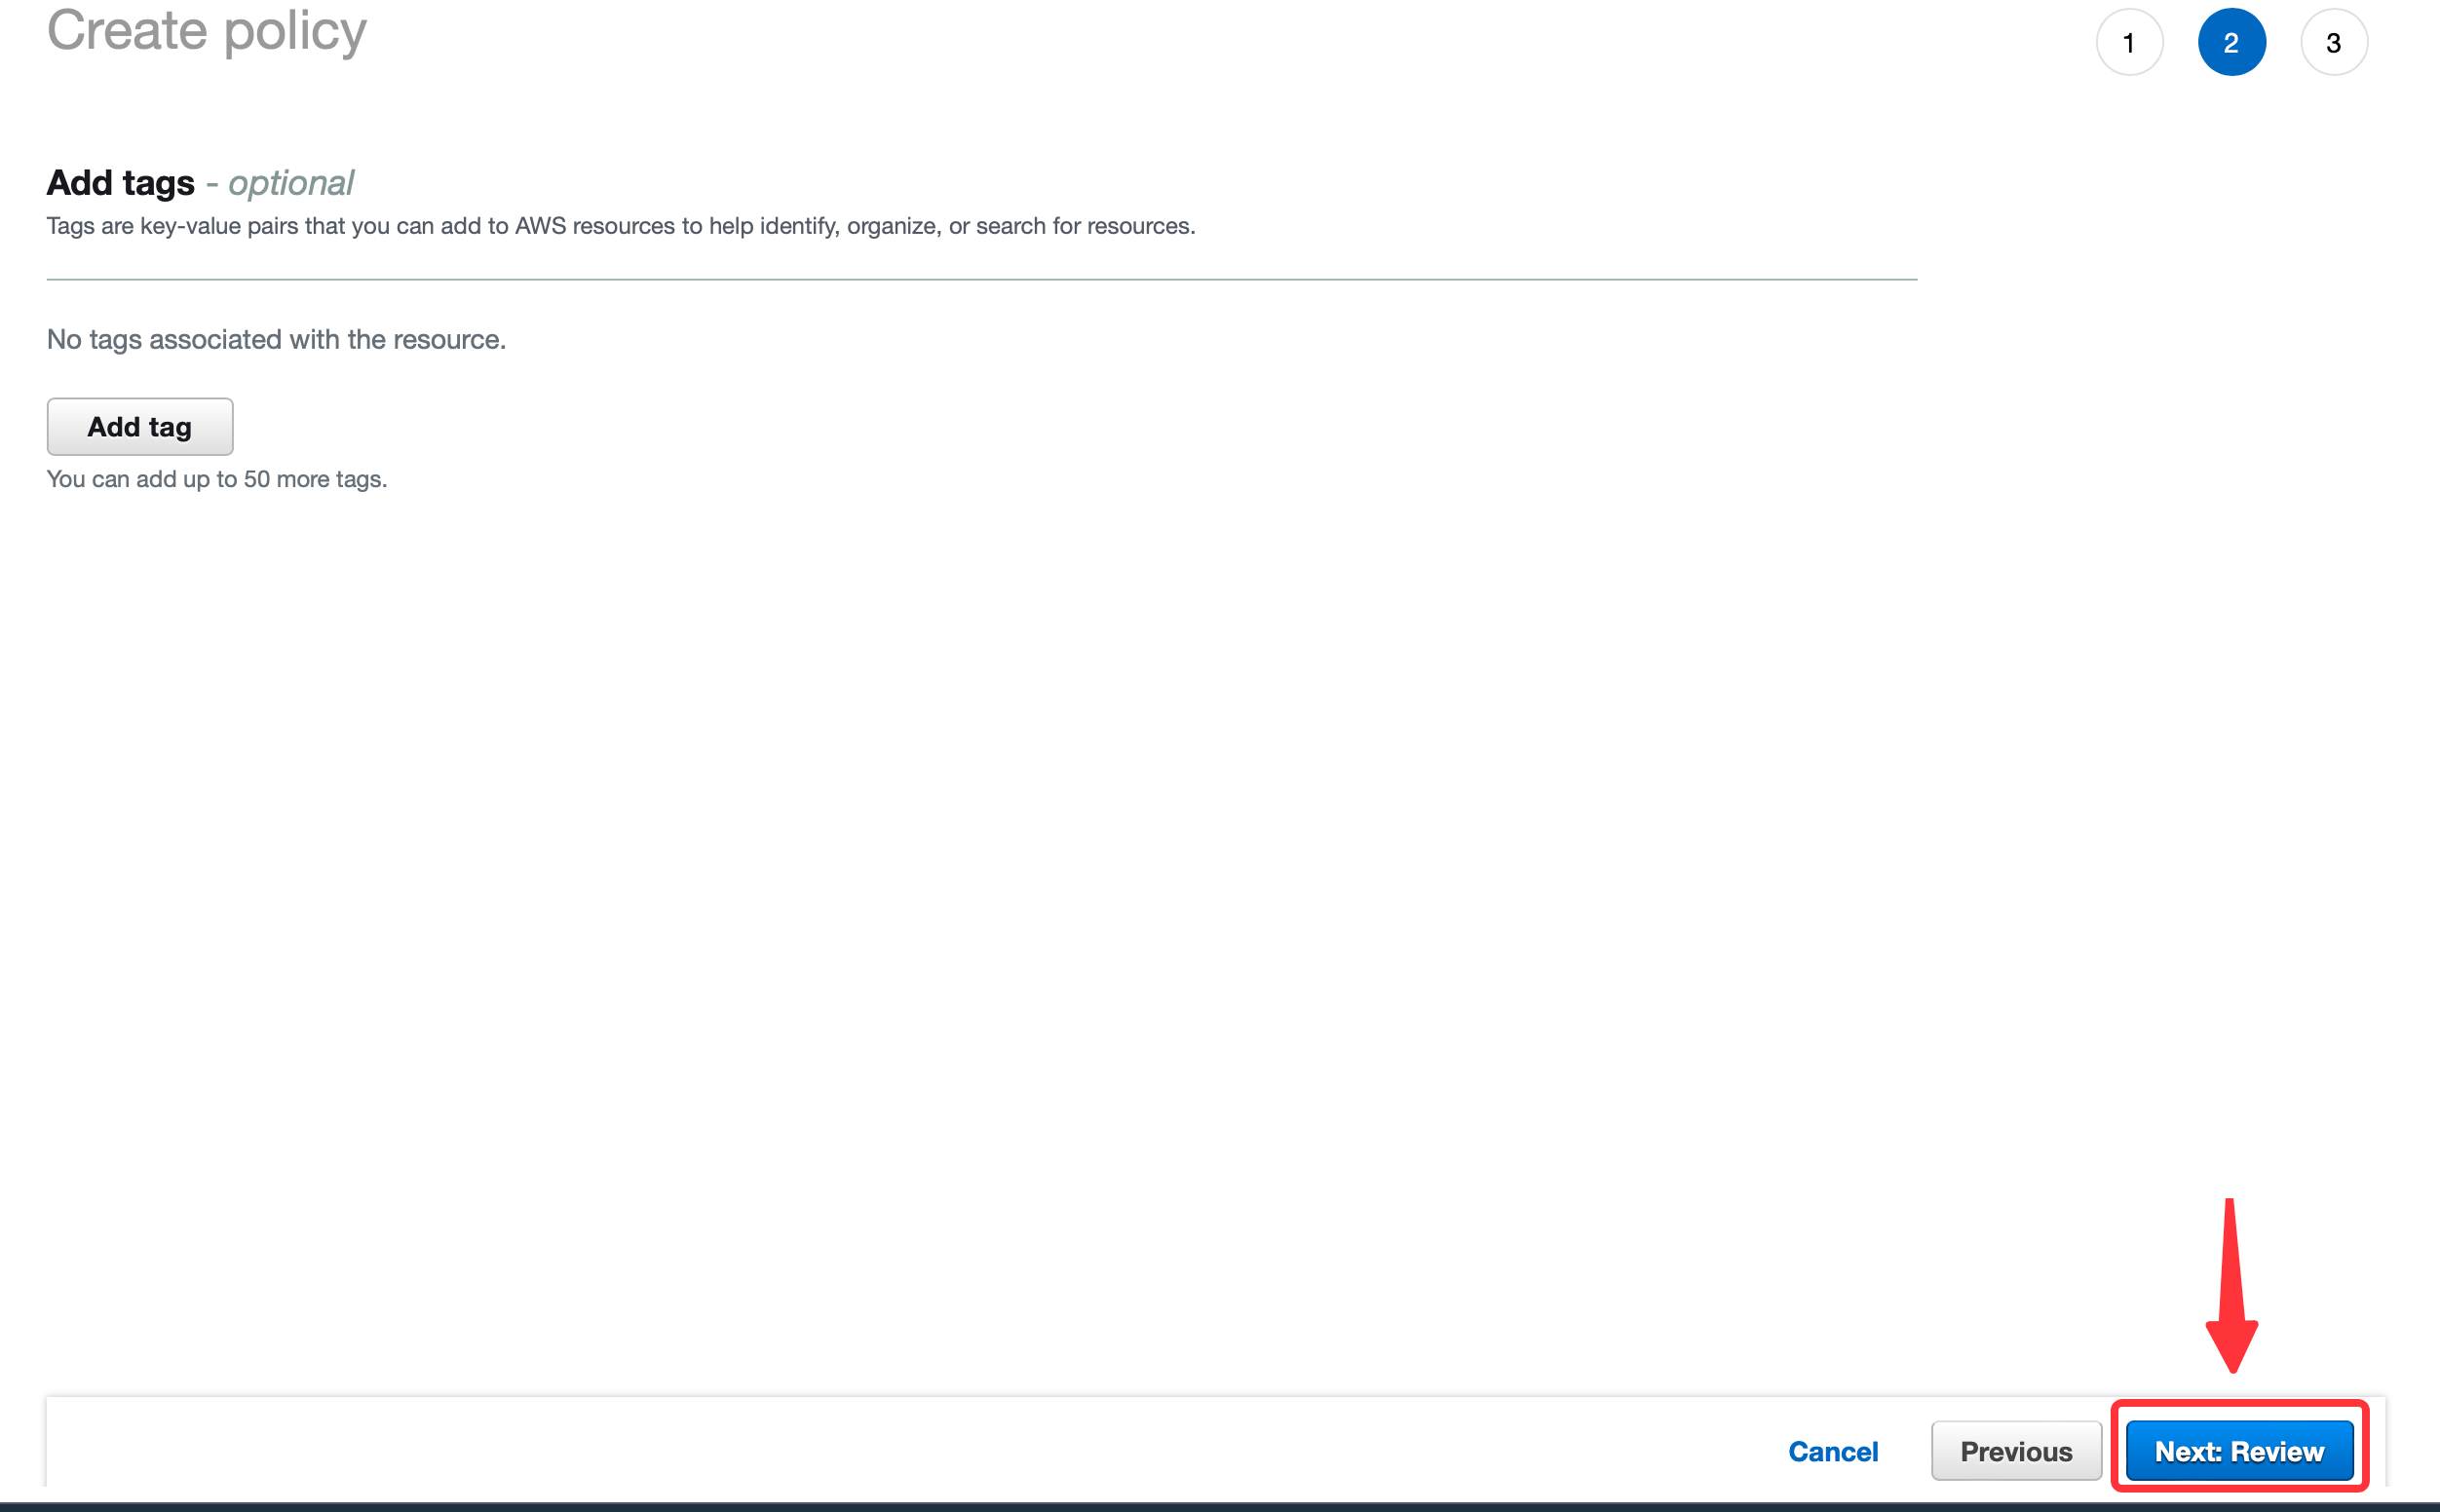 Create policy
1 2 3
Add tags - optional
Tags are key-value pairs that you can add to AWS resources to help identify, organize, or search for resources.
No tags associated with the resource.
Add tag
You can add up to 50 more tags.
Cancel Previous Next: Review